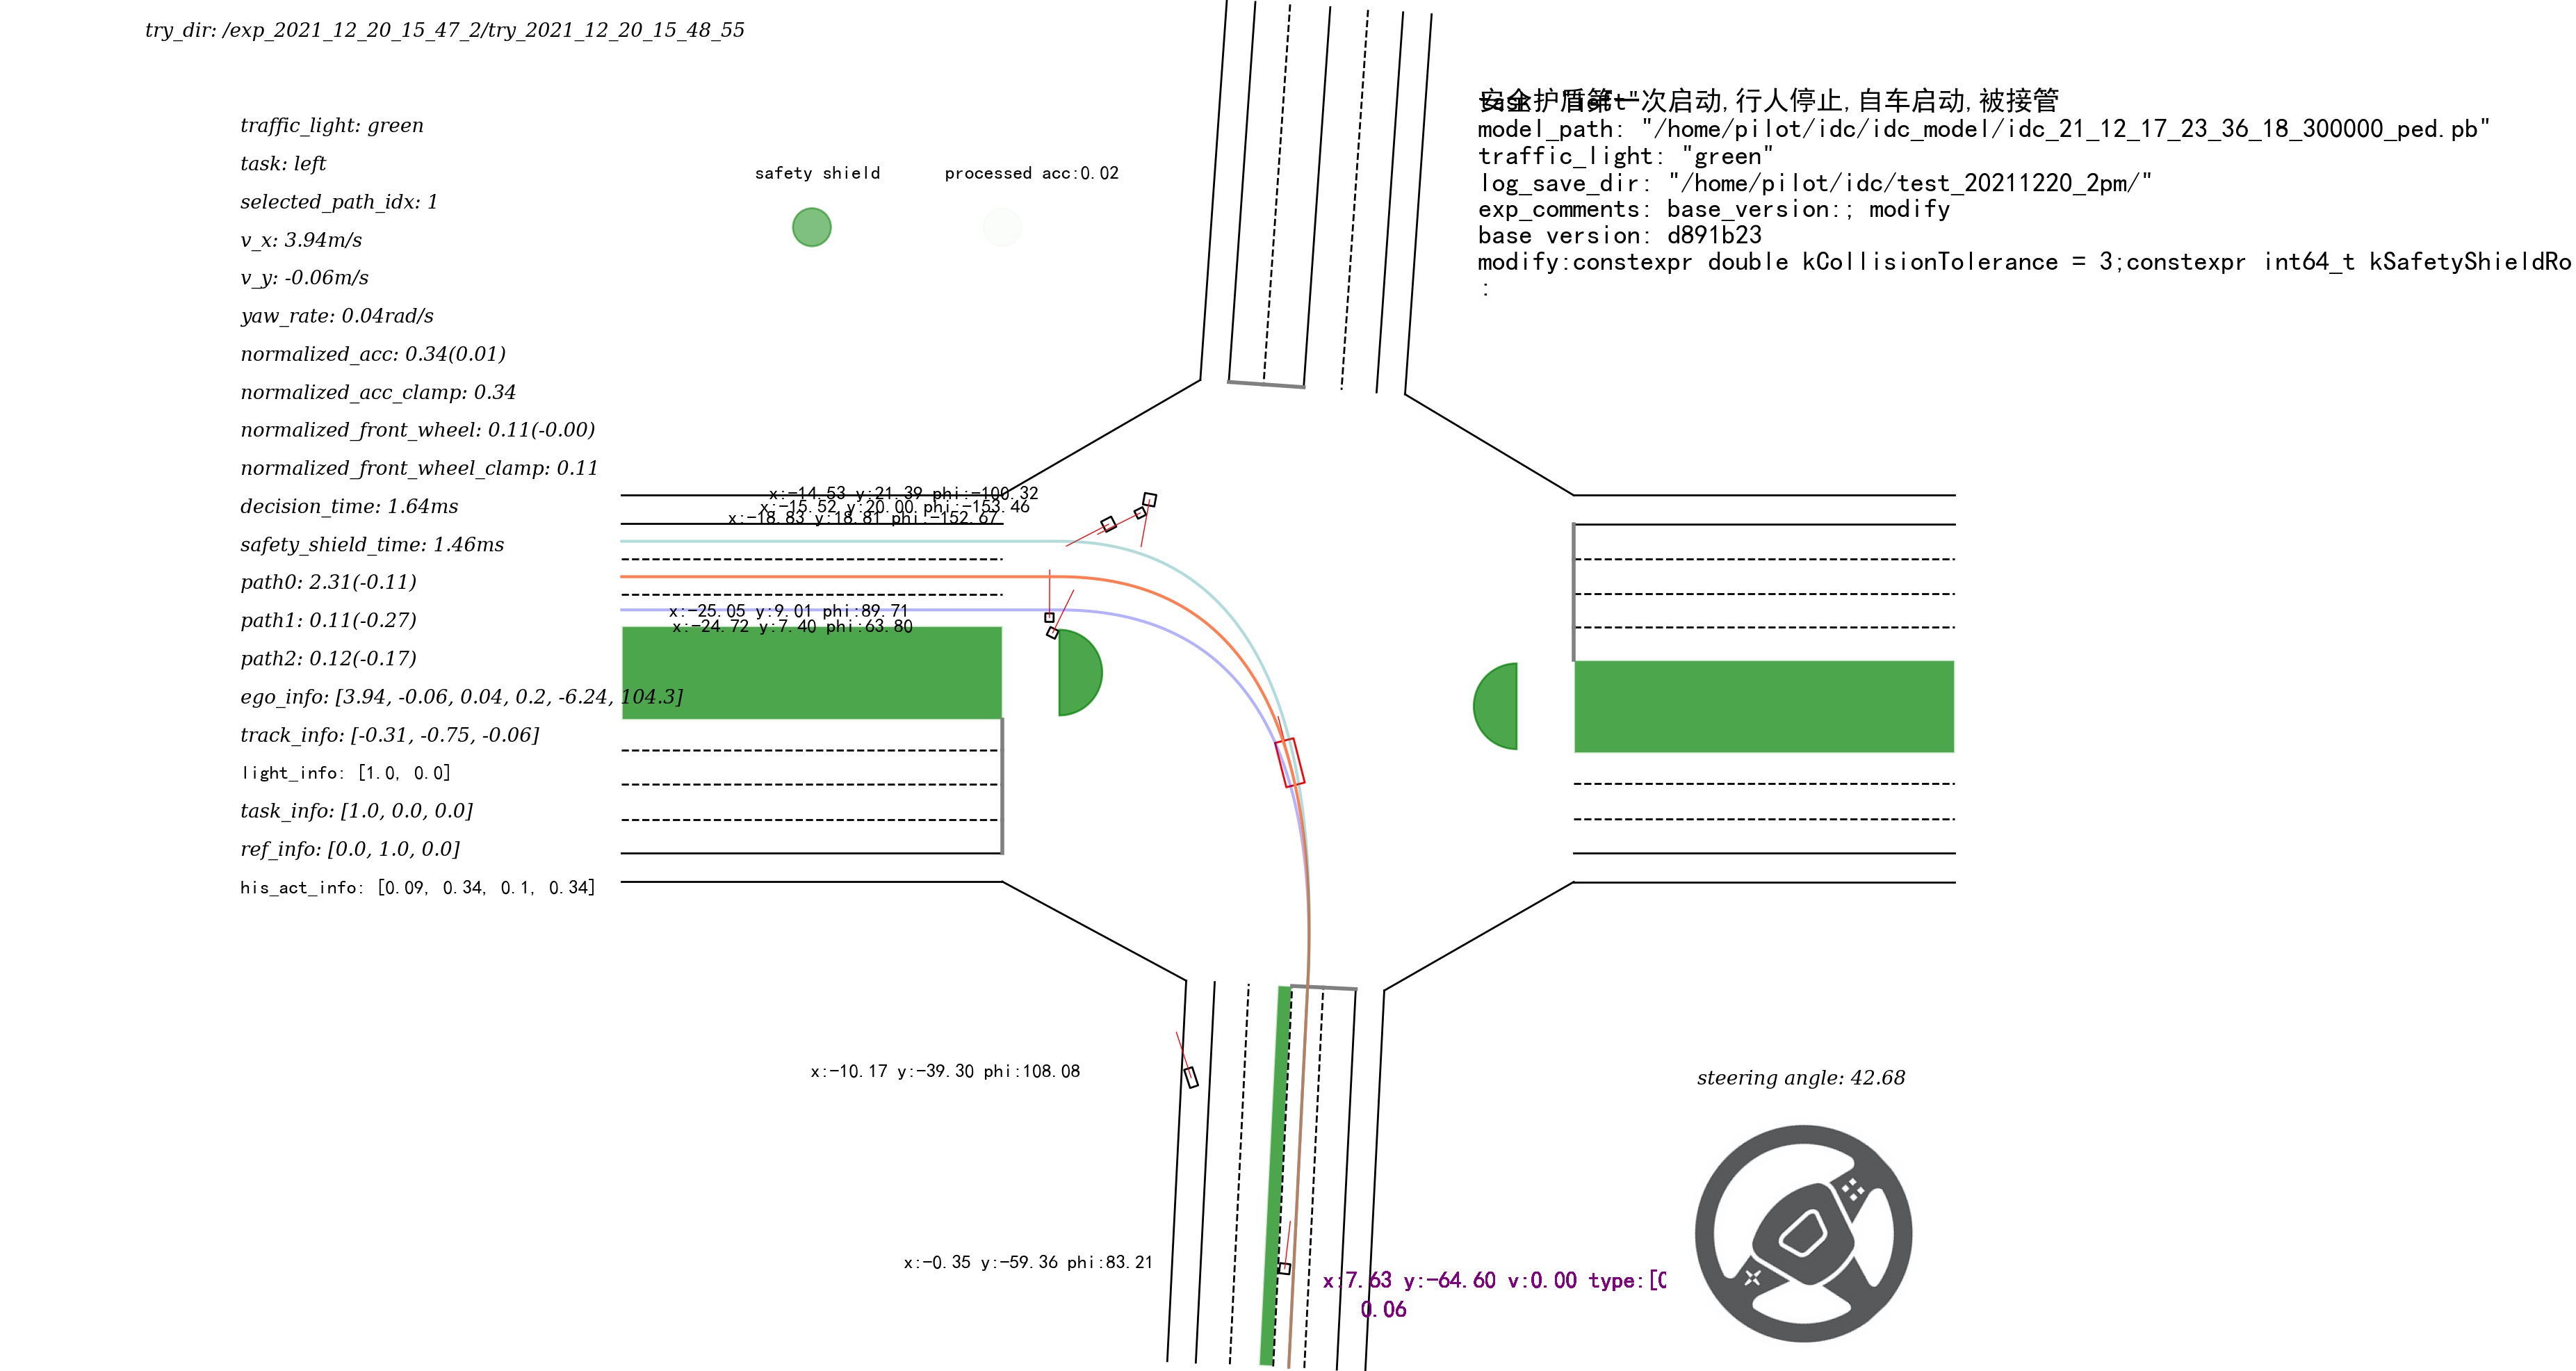 try_dir: /exp_2021_12_20_15_47_2/try_2021_12_20_15_48_55
traffic_light: green
task: left
selected_path_idx: 1
v_x: 3.94m/s
v_y: -0.06m/s
yaw_rate: 0.04rad/s
normalized_acc: 0.34(0.01)
normalized_acc_clamp: 0.34
normalized_front_wheel: 0.11(-0.00)
normalized_front_wheel_clamp: 0.11
decision_time: 1.64ms
safety_shield_time: 1.46ms
path0: 2.31(-0.11)
path1: 0.11(-0.27)
path2: 0.12(-0.17)
ego_info: [3.94, -0.06, 0.04, 0.2, -6.24, 104.3]
track_info: [-0.31, -0.75, -0.06]
light_info: [1.0, 0.0]
task_info: [1.0, 0.0, 0.0]
ref_info: [0.0, 1.0, 0.0]
his_act_info: [0.09, 0.34, 0.1, 0.34]
safety shield
processed acc:0.02
安全护盾第一次启动,行人停止,自车启动,被接管
task: "left"
model_path: "/home/pilot/idc/idc_model/idc_21_12_17_23_36_18_300000_ped.pb"
traffic_light: "green"
log_save_dir: "/home/pilot/idc/test_20211220_2pm/"
exp_comments: base_version:; modify
base version: d891b23
modify:constexpr double kCollisionTolerance = 3;constexpr int64_t kSafetyShieldRo
:
x:-14.53 y:21.39 phi:-100.32
x:-15.52 y:20.00 phi:-153.46
x:-18.83 y:18.81 phi:-152.67
x:-25.05 y:9.01 phi:89.71
x:-24.72 y:7.40 phi:63.80
x:-10.17 y:-39.30 phi:108.08
x:-0.35 y:-59.36 phi:83.21
x:7.63 y:-64.60 v:0.00 type:[0
0.06
steering angle: 42.68